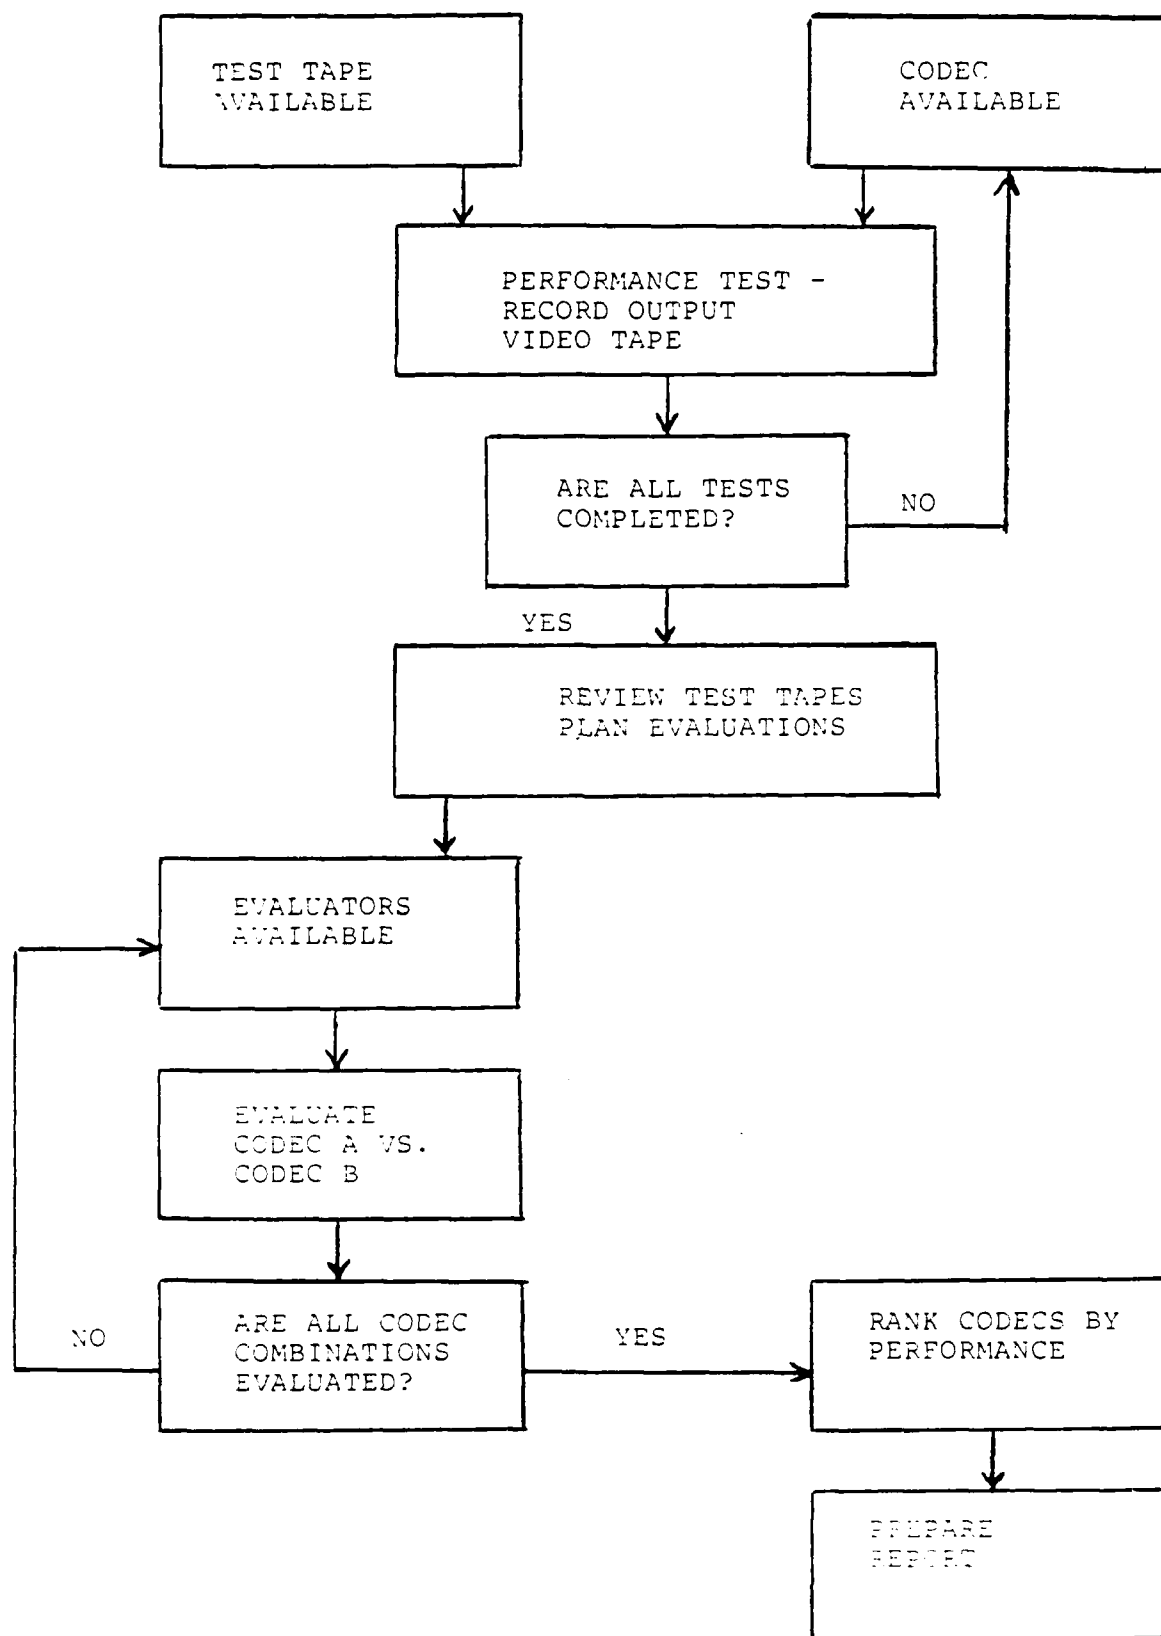 TEST TAPE
AVAILABLE
CODEC
AVAILABLE
PERFORMANCE TEST -
RECORD OUTPUT
VIDEO TAPE
ARE ALL TESTS
COMPLETED?
NO
YES
REVIEW TEST TAPES
PLAN EVALUATIONS
EVALUATORS
AVAILABLE
EVALUATE
CODEC A VS.
CODEC B
NO
ARE ALL CODEC
COMBINATIONS
EVALUATED?
YES
RANK CODECS BY
PERFORMANCE
PREPARE
REPORT